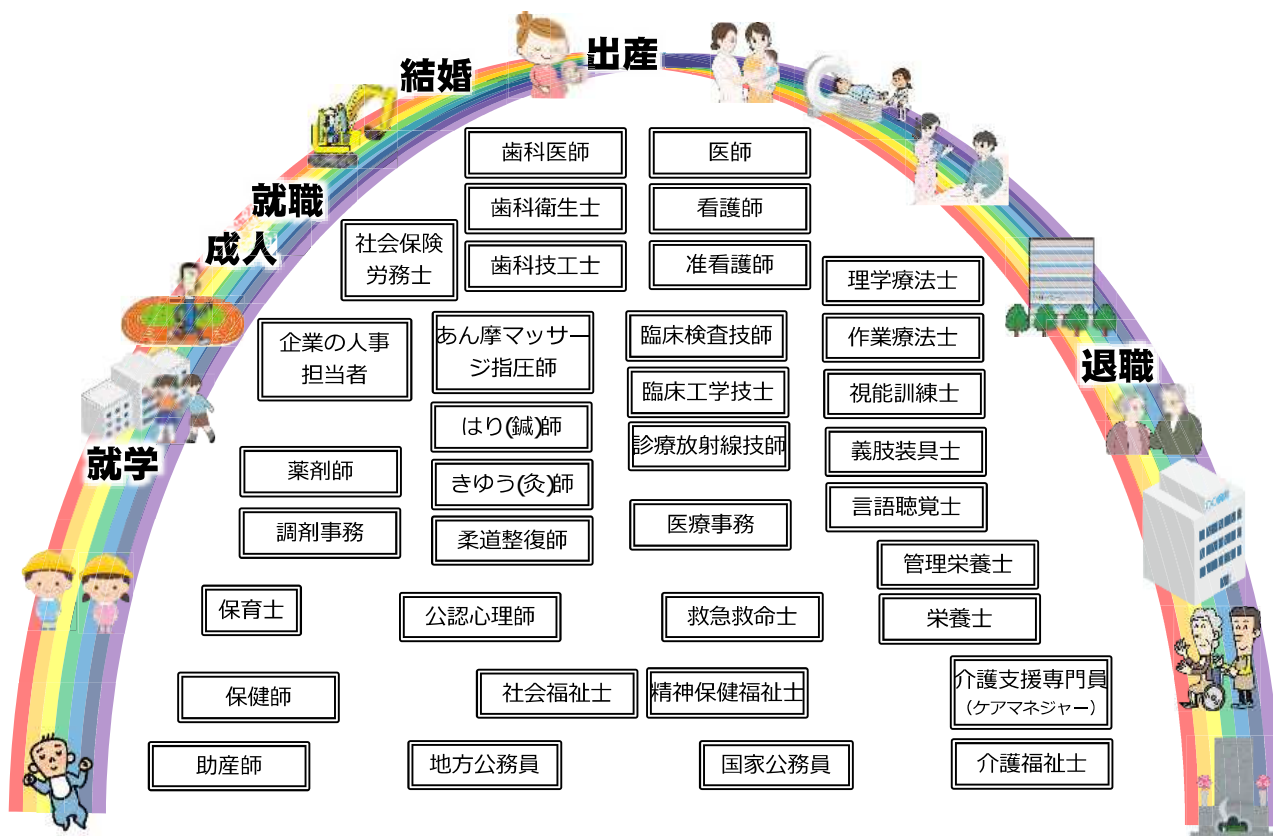 出産
結婚
就職
成人
就学
退職
歯科医師
医師
歯科衛生士
看護師
社会保険
労務士
歯科技工士
准看護師
理学療法士
企業の人事
担当者
あん摩マッサー
ジ指圧師
臨床検査技師
作業療法士
臨床工学技士
視能訓練士
はり(鍼)師
診療放射線技師
義肢装具士
薬剤師
きゆう(灸)師
言語聴覚士
調剤事務
柔道整復師
医療事務
管理栄養士
保育士
公認心理師
救急救命士
栄養士
保健師
社会福祉士
精神保健福祉士
介護支援専門員
（ケアマネジャー）
助産師
地方公務員
国家公務員
介護福祉士